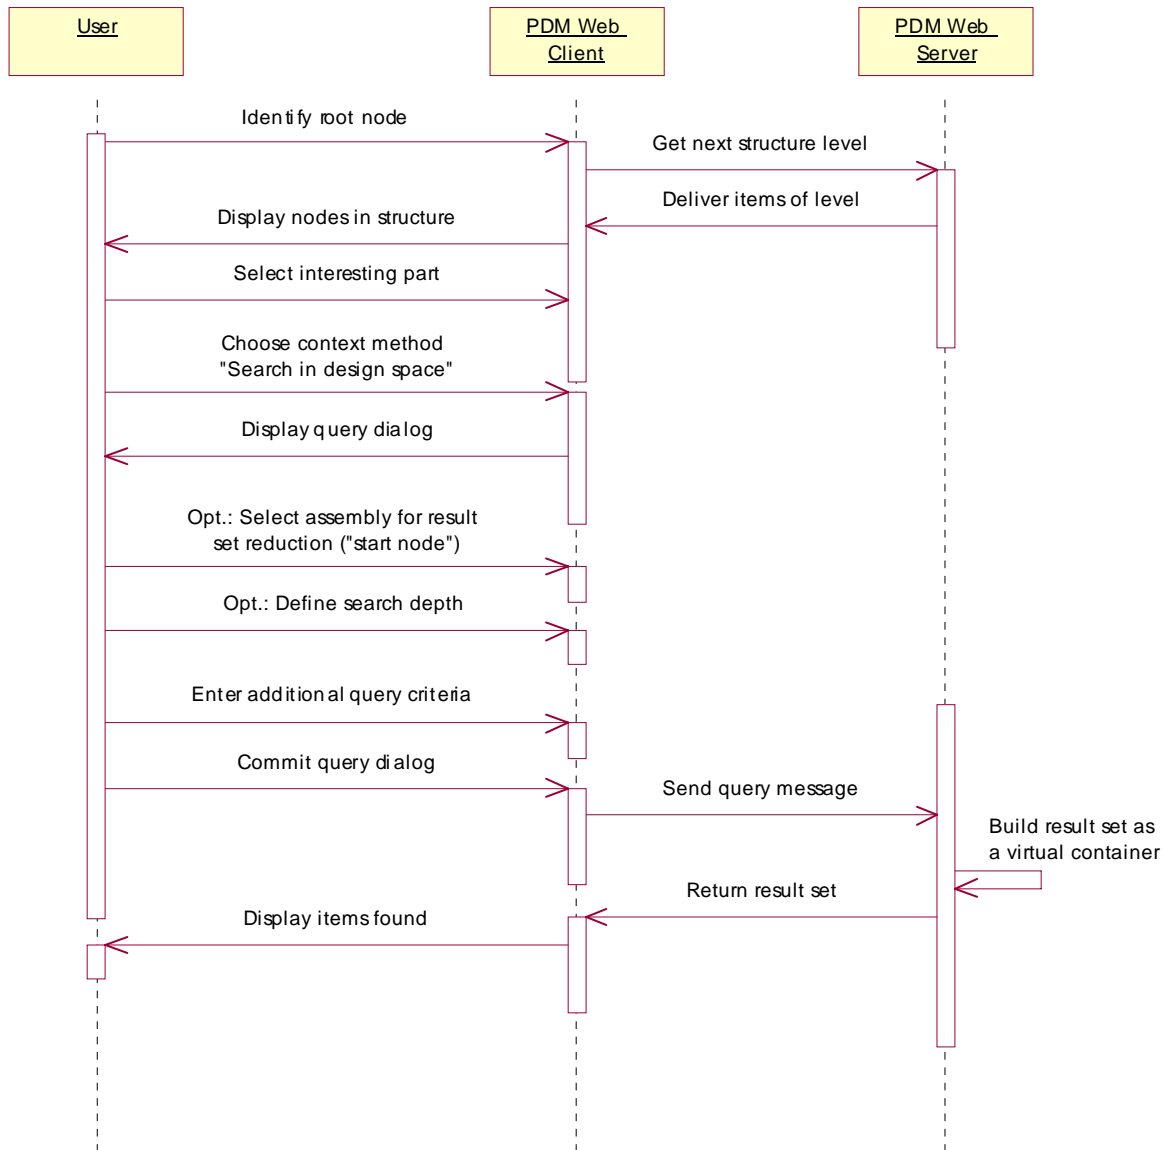 User
PDM Web
Client
PDM Web
Server
Identify root node
Get next structure level
Deliver items of level
Display nodes in structure
Select interesting part
Choose context method
"Search in design space"
Display query dialog
Opt.: Select assembly for result
set reduction ("start node")
Opt.: Define search depth
Enter additional query criteria
Commit query dialog
Send query message
Build result set as
a virtual container
Return result set
Display items found